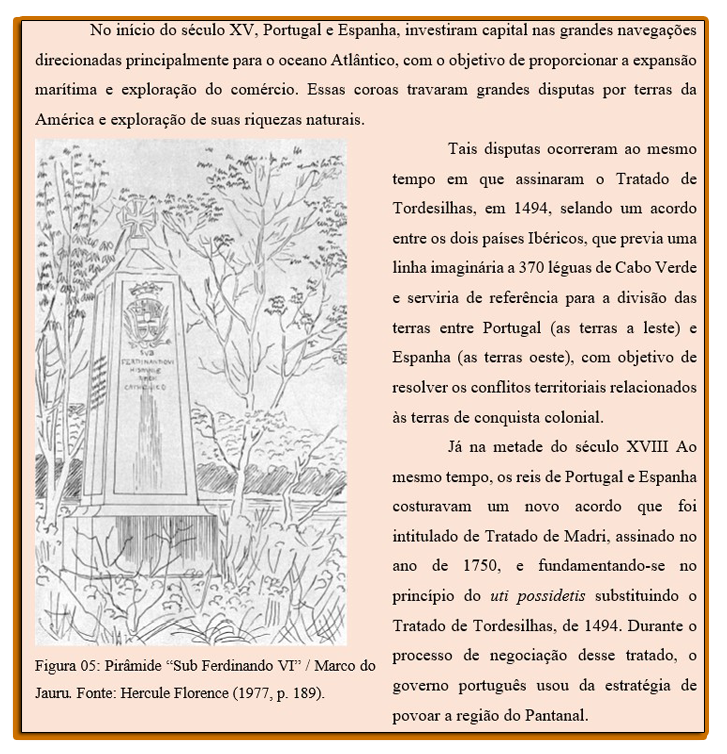 No início do século XV, Portugal e Espanha, investiram capital nas grandes navegações
direcionadas principalmente para o oceano Atlântico, com o objetivo de proporcionar a expansão
marítima e exploração do comércio. Essas coroas travaram grandes disputas por terras da
América e exploração de suas riquezas naturais.
Tais disputas ocorreram ao mesmo
tempo em que assinaram o Tratado de
Tordesilhas, em 1494, selando um acordo
entre os dois países Ibéricos, que previa uma
linha imaginária a 370 léguas de Cabo Verde
e serviria de referência para a divisão das
terras entre Portugal (as terras a leste) e
Espanha (as terras oeste), com objetivo de
resolver os conflitos territoriais relacionados
às terras de conquista colonial.
Já na metade do século XVIII Ao
mesmo tempo, os reis de Portugal e Espanha
costuravam um novo acordo que foi
intitulado de Tratado de Madri, assinado no
ano de 1750, e fundamentando-se no
princípio do uti possidetis substituindo o
Tratado de Tordesilhas, de 1494. Durante o
processo de negociação desse tratado, o
governo português usou da estratégia de
povoar a região do Pantanal.
SUB
CATHOLICO
Figura 05: Pirâmide “Sub Ferdinando VI” / Marco do
Jauru. Fonte: Hercule Florence (1977, p. 189).